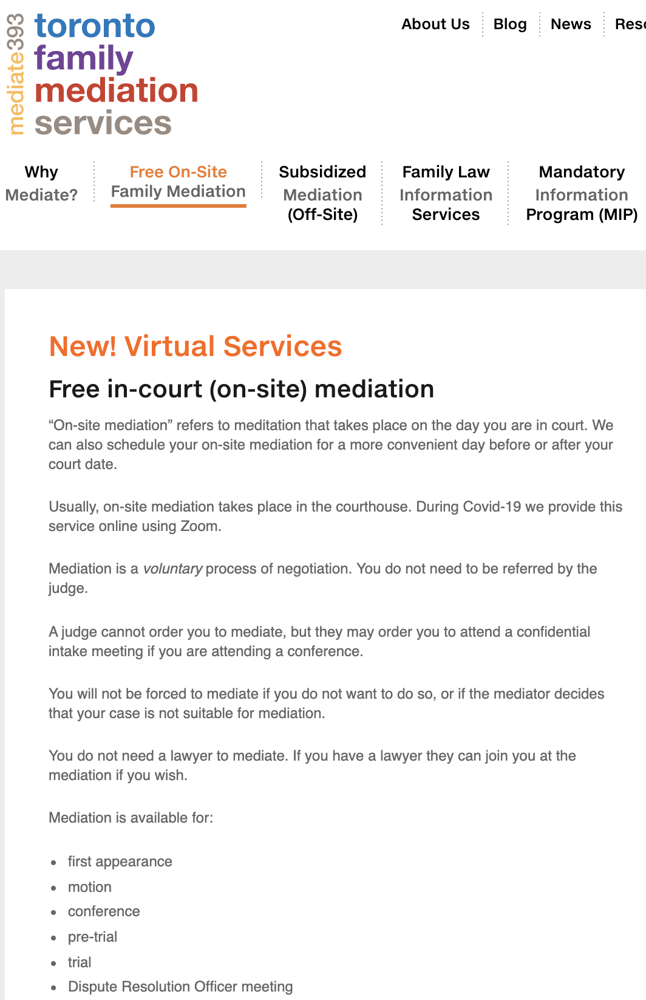 mediate393
toronto
family
mediation
services
About Us
Blog
News
Reso
Why
Mediate?
Free On-Site
Family Mediation
Subsidized
Mediation
(Off-Site)
Family Law
Information
Services
Mandatory
Information
Program (MIP)
New! Virtual Services
Free in-court (on-site) mediation
“On-site mediation” refers to meditation that takes place on the day you are in court. We
can also schedule your on-site mediation for a more convenient day before or after your
court date.
Usually, on-site mediation takes place in the courthouse. During Covid-19 we provide this
service online using Zoom.
Mediation is a voluntary process of negotiation. You do not need to be referred by the
judge.
A judge cannot order you to mediate, but they may order you to attend a confidential
intake meeting if you are attending a conference.
You will not be forced to mediate if you do not want to do so, or if the mediator decides
that your case is not suitable for mediation.
You do not need a lawyer to mediate. If you have a lawyer they can join you at the
mediation if you wish.
Mediation is available for:
• first appearance
• motion
• conference
• pre-trial
• trial
• Dispute Resolution Officer meeting